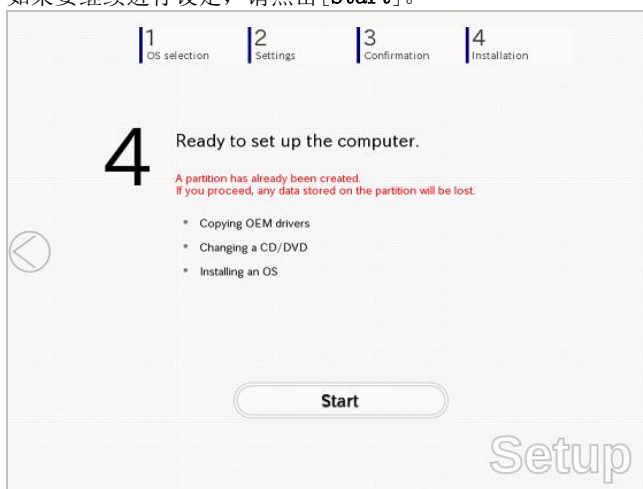 如果要继续进行设定，请点击[Start]。
1
OS selection
2
Settings
3
Confirmation
4
Installation
4
Ready to set up the computer.
A partition has already been created.
If you proceed, any data stored on the partition will be lost.
Copying OEM drivers
Changing a CD/DVD
Installing an OS
Start
Setup